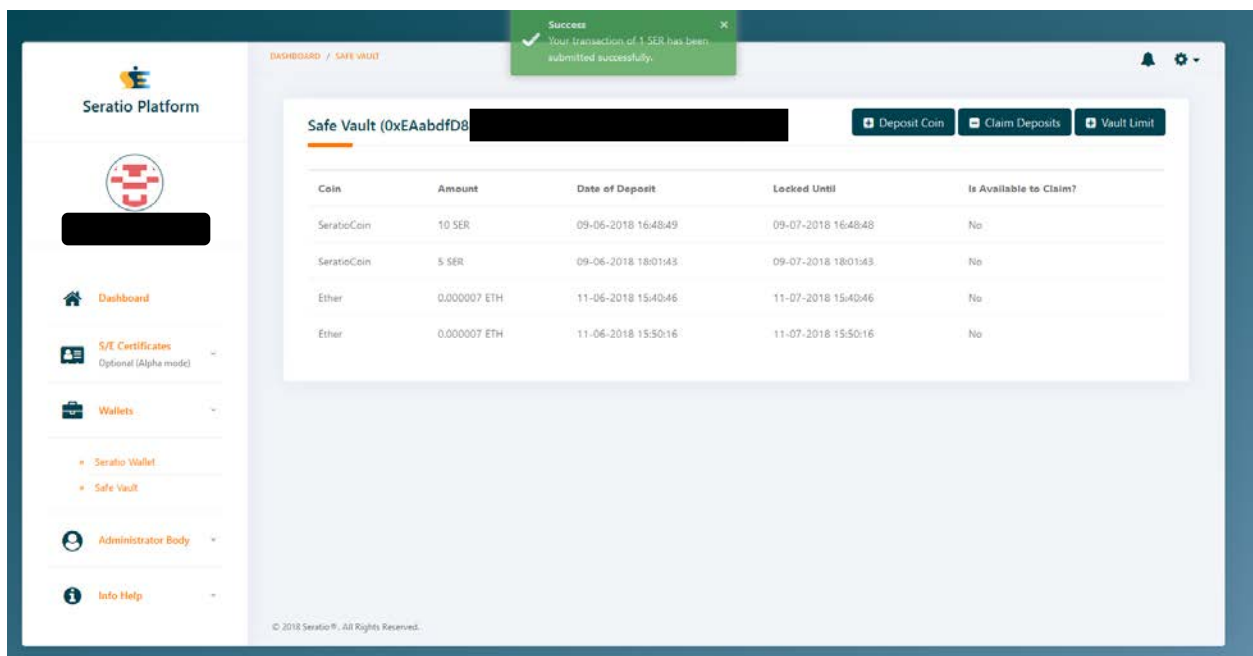 Success ×
Your transaction of 1 SER has been
submitted successfully.
DASHBOARD / SAFE VAULT
SE
Seratio Platform
Safe Vault (0xEAabdfD8
Deposit Coin Claim Deposits Vault Limit
Coin Amount Date of Deposit Locked Until Is Available to Claim?
SeratioCoin 10 SER 09-06-2018 16:48:49 09-07-2018 16:48:48 No
SeratioCoin 5 SER 09-06-2018 18:01:43 09-07-2018 18:01:43 No
Ether 0.000007 ETH 11-06-2018 15:40:46 11-07-2018 15:40:46 No
Ether 0.000007 ETH 11-06-2018 15:50:16 11-07-2018 15:50:16 No
Dashboard
S/E Certificates
Optional (Alpha mode)
Wallets
Seratio Wallet
Safe Vault
Administrator Body
Info Help
© 2018 Seratio®. All Rights Reserved.